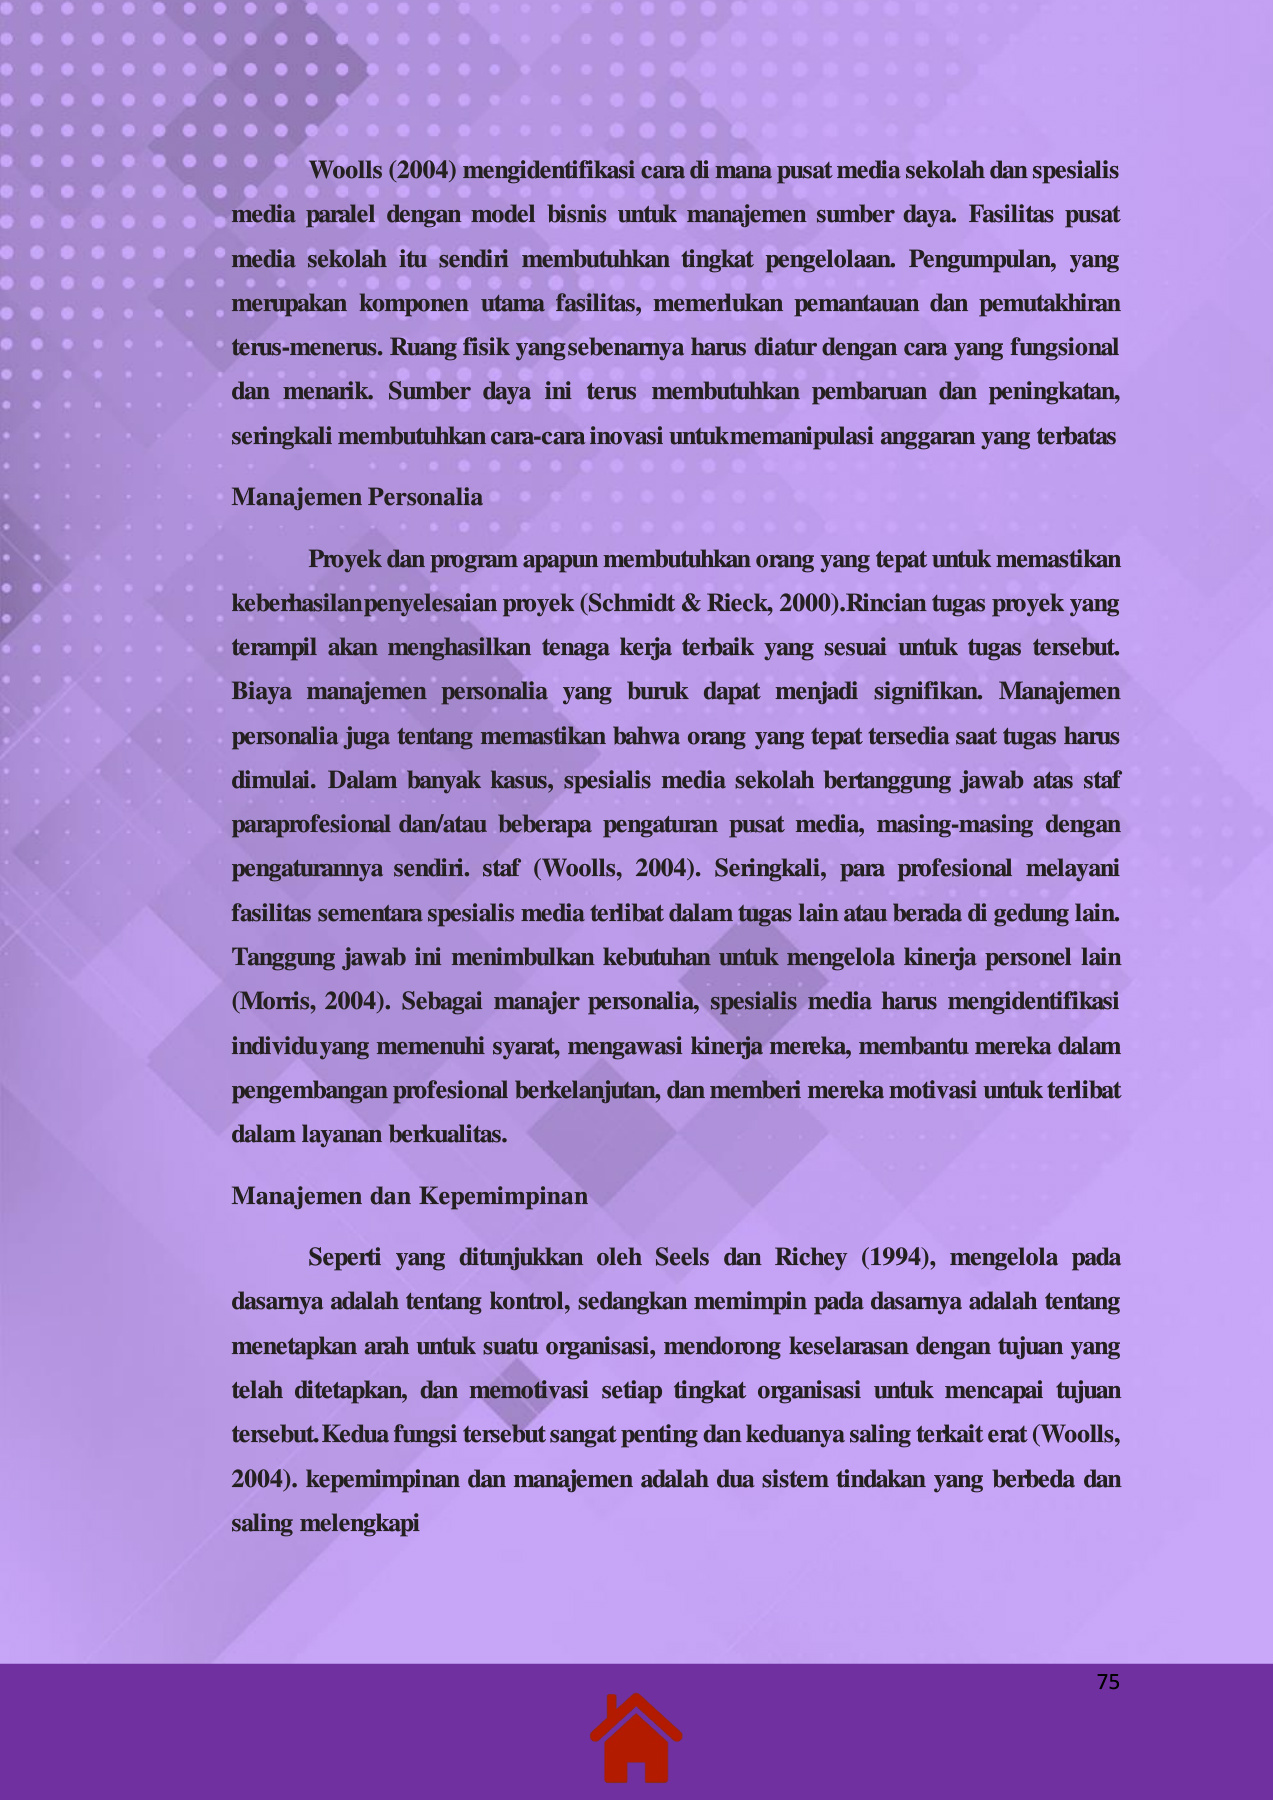 Woolls (2004) mengidentifikasi cara di mana pusat media sekolah dan spesialis
media paralel dengan model bisnis untuk manajemen sumber daya. Fasilitas pusat
media sekolah itu sendiri membutuhkan tingkat pengelolaan. Pengumpulan, yang
merupakan komponen utama fasilitas, memerlukan pemantauan dan pemutakhiran
terus-menerus. Ruang fisik yang sebenarnya harus diatur dengan cara yang fungsional
dan menarik. Sumber daya ini terus membutuhkan pembaruan dan peningkatan,
seringkali membutuhkan cara-cara inovasi untuk memanipulasi anggaran yang terbatas
Manajemen Personalia
Proyek dan program apapun membutuhkan orang yang tepat untuk memastikan
keberhasilan penyelesaian proyek (Schmidt & Rieck, 2000).Rincian tugas proyek yang
terampil akan menghasilkan tenaga kerja terbaik yang sesuai untuk tugas tersebut.
Biaya manajemen personalia yang buruk dapat menjadi signifikan. Manajemen
personalia juga tentang memastikan bahwa orang yang tepat tersedia saat tugas harus
dimulai. Dalam banyak kasus, spesialis media sekolah bertanggung jawab atas staf
paraprofesional dan/atau beberapa pengaturan pusat media, masing-masing dengan
pengaturannya sendiri. staf (Woolls, 2004). Seringkali, para profesional melayani
fasilitas sementara spesialis media terlibat dalam tugas lain atau berada di gedung lain.
Tanggung jawab ini menimbulkan kebutuhan untuk mengelola kinerja personel lain
(Morris, 2004). Sebagai manajer personalia, spesialis media harus mengidentifikasi
individu yang memenuhi syarat, mengawasi kinerja mereka, membantu mereka dalam
pengembangan profesional berkelanjutan, dan memberi mereka motivasi untuk terlibat
dalam layanan berkualitas.
Manajemen dan Kepemimpinan
Seperti yang ditunjukkan oleh Seels dan Richey (1994), mengelola pada
dasarnya adalah tentang kontrol, sedangkan memimpin pada dasarnya adalah tentang
menetapkan arah untuk suatu organisasi, mendorong keselarasan dengan tujuan yang
telah ditetapkan, dan memotivasi setiap tingkat organisasi untuk mencapai tujuan
tersebut. Kedua fungsi tersebut sangat penting dan keduanya saling terkait erat (Woolls,
2004). kepemimpinan dan manajemen adalah dua sistem tindakan yang berbeda dan
saling melengkapi
75